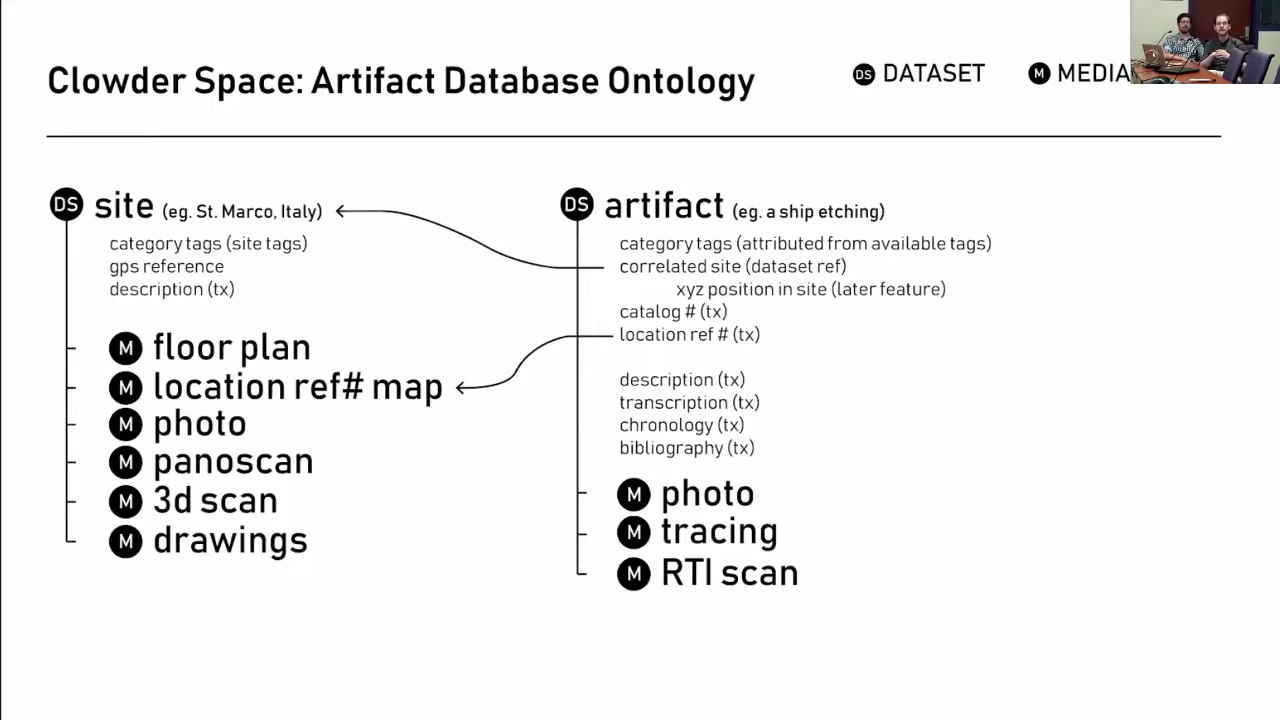 Clowder Space: Artifact Database Ontology
DS DATASET
M MEDIA
DS site (eg. St. Marco, Italy)
category tags (site tags)
gps reference
description (tx)
M floor plan
M location ref# map
M photo
M panoscan
M 3d scan
M drawings
DS artifact (eg. a ship etching)
category tags (attributed from available tags)
correlated site (dataset ref)
xyz position in site (later feature)
catalog # (tx)
location ref # (tx)
description (tx)
transcription (tx)
chronology (tx)
bibliography (tx)
M photo
M tracing
M RTI scan